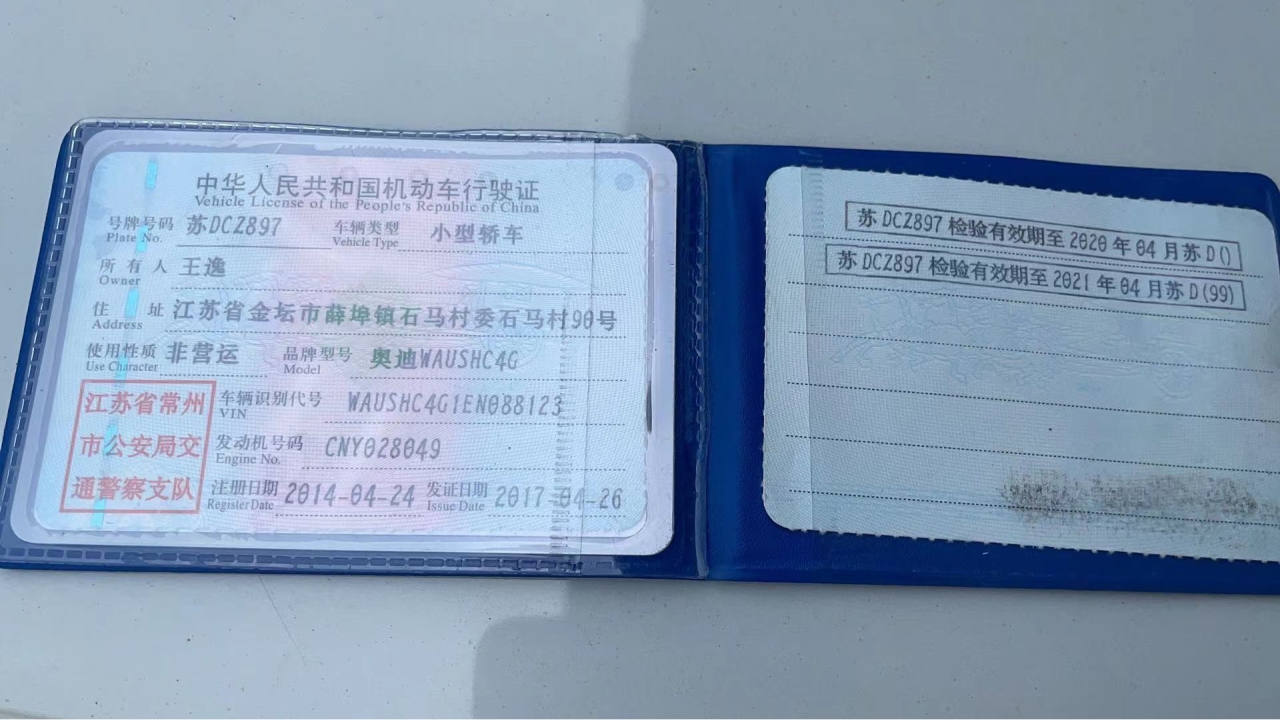 中华人民共和国机动车行驶证
Vehicle License of the People's Republic of China
号牌号码 苏DCZ897 车辆类型 小型轿车
Plate No. Vehicle Type
所有人 王逸
Owner
住址 江苏省金坛市薛埠镇石马村委石马村90号
Address
使用性质 非营运 品牌型号 奥迪WAUSHC4G
Use Character Model
江苏省常州
市公安局交
通警察支队
车辆识别代号 WAUSHC4G1EN088123
VIN
发动机号码 CNY028049
Engine No.
注册日期 2014-04-24 发证日期 2017-04-26
Register Date Issue Date
苏DCZ897检验有效期至2020年04月苏D()
苏DCZ897检验有效期至2021年04月苏D(99)